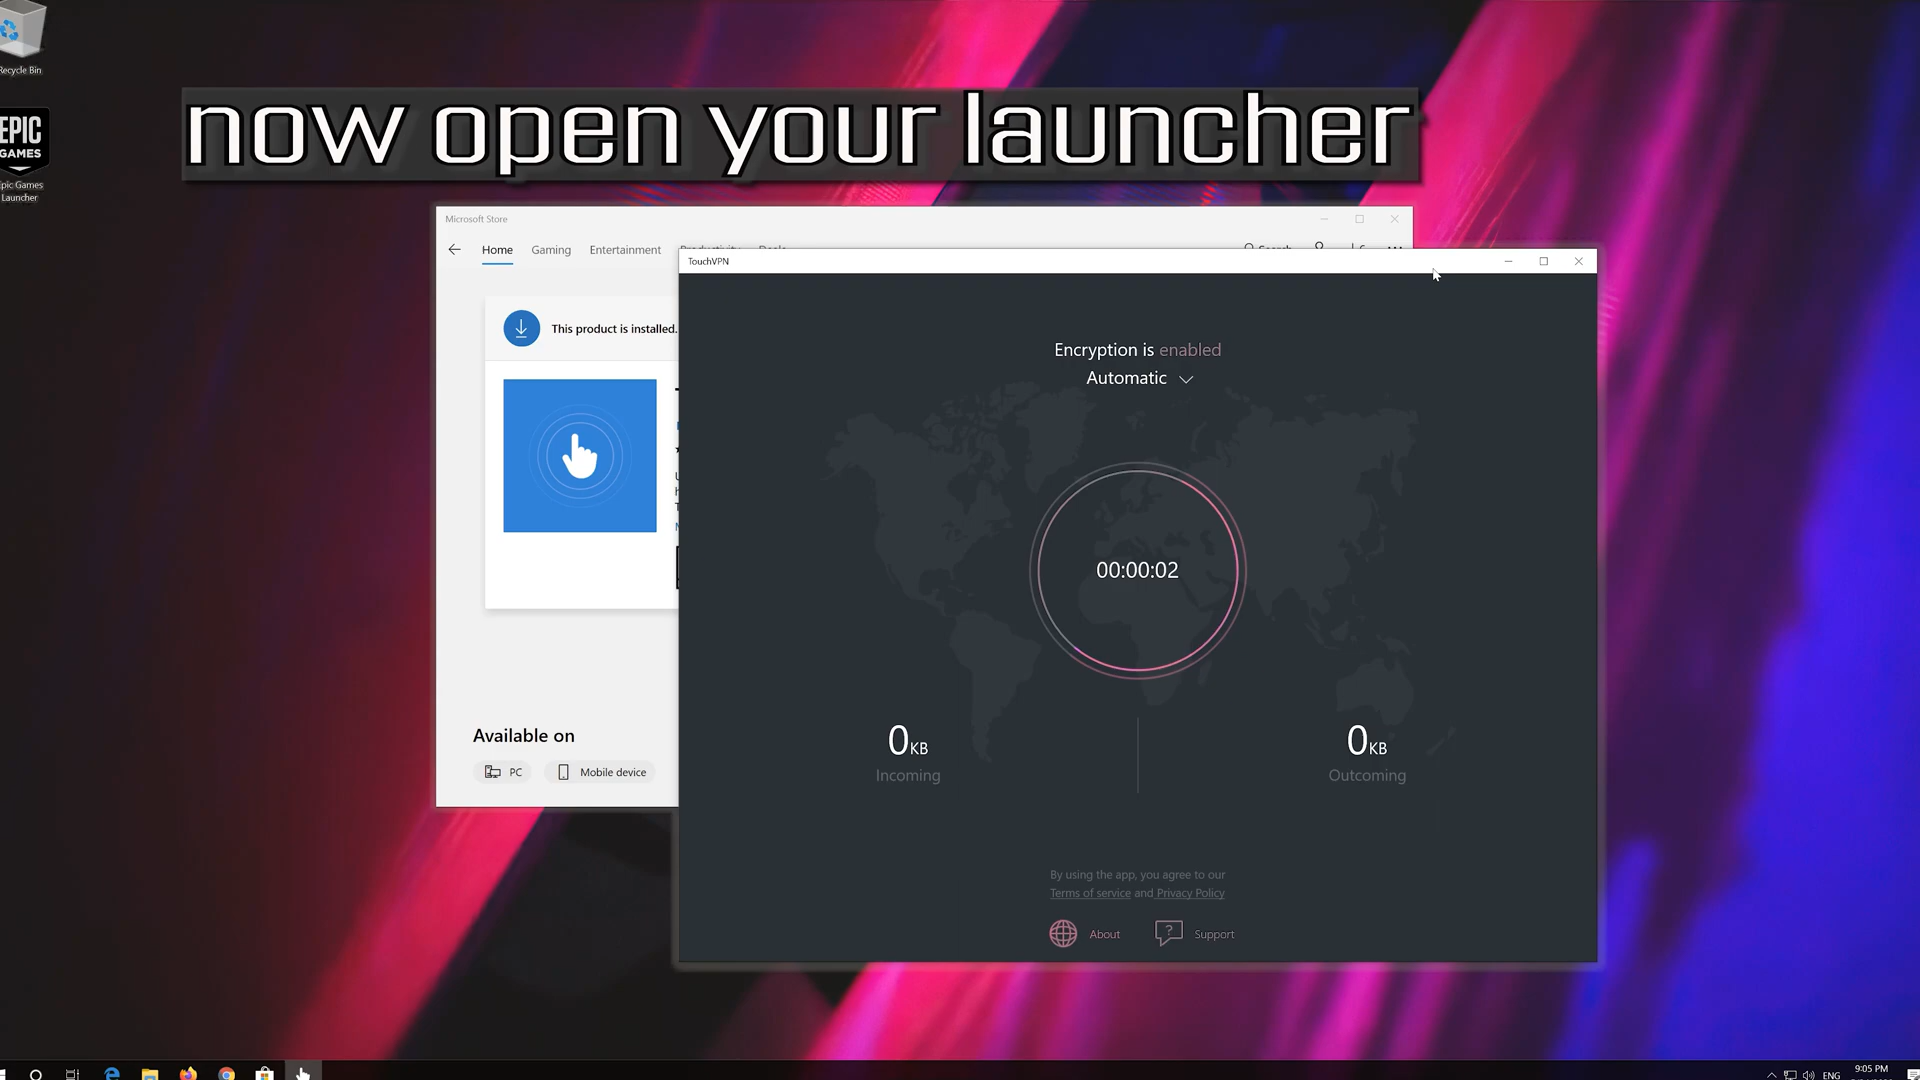 Recycle Bin
EPIC
GAMES
Epic Games
Launcher
now open your launcher
Microsoft Store
Home Gaming Entertainment
Search
This product is installed.
Available on
PC Mobile device
TouchVPN
Encryption is enabled
Automatic
00:00:02
0KB
Incoming
0KB
Outcoming
By using the app, you agree to our
Terms of service and Privacy Policy
About Support
ENG
9:05 PM